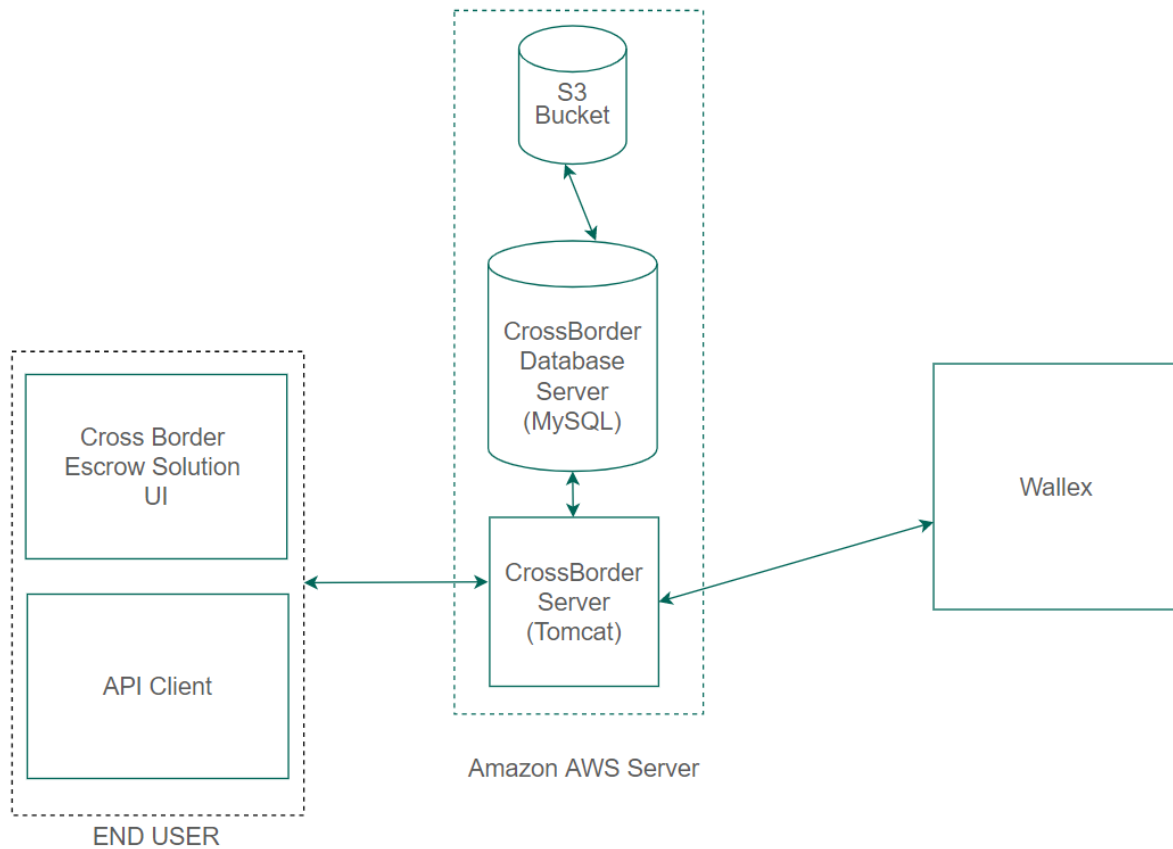 S3
Bucket
CrossBorder
Database
Server
(MySQL)
Cross Border
Escrow Solution
UI
Wallex
CrossBorder
Server
(Tomcat)
API Client
Amazon AWS Server
END USER